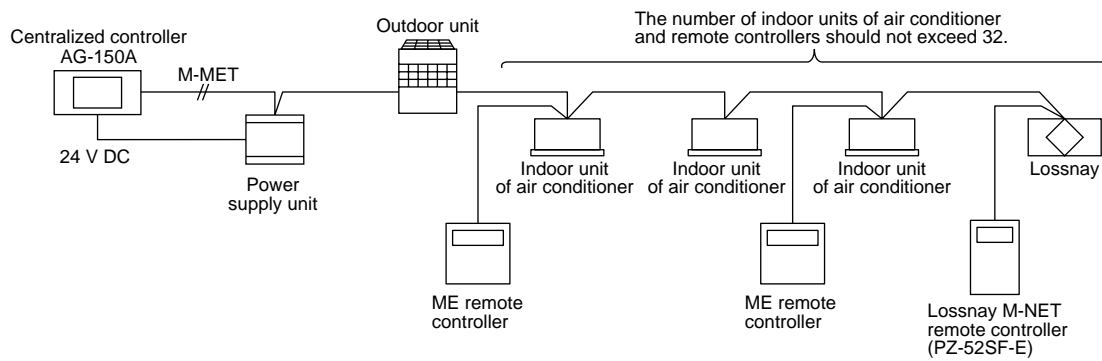 The number of indoor units of air conditioner
and remote controllers should not exceed 32.
Outdoor unit
Centralized controller
AG-150A
M-MET
24 V DC
Power
supply unit
Indoor unit
of air conditioner
Indoor unit
of air conditioner
Indoor unit
of air conditioner
Lossnay
ME remote
controller
ME remote
controller
Lossnay M-NET
remote controller
(PZ-52SF-E)